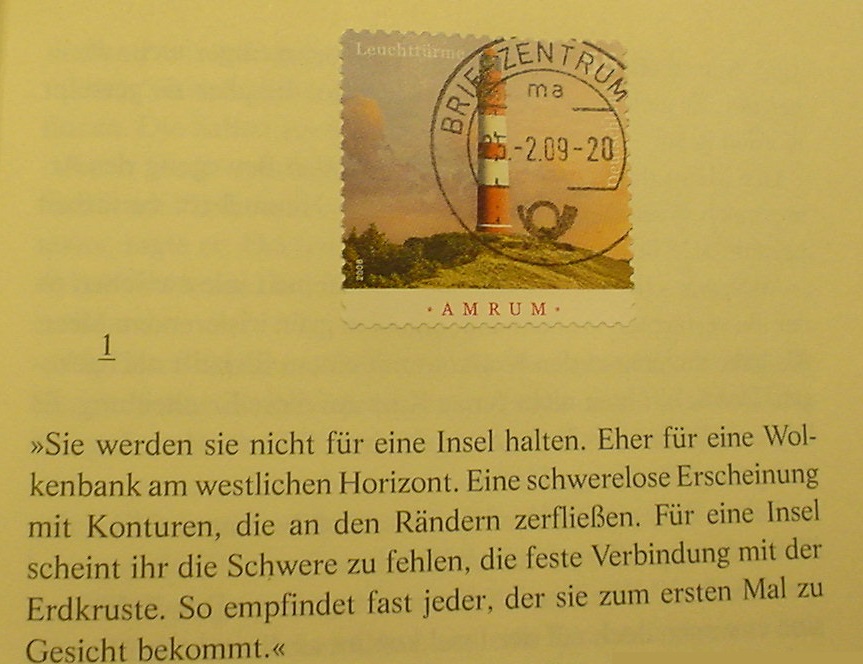 Leuchttürme
BRIEFZENTRUM
ma
-2.09-20
2008
* AMRUM *
1
»Sie werden sie nicht für eine Insel halten. Eher für eine Wol-
kenbank am westlichen Horizont. Eine schwerelose Erscheinung
mit Konturen, die an den Rändern zerfließen. Für eine Insel
scheint ihr die Schwere zu fehlen, die feste Verbindung mit der
Erdkruste. So empfindet fast jeder, der sie zum ersten Mal zu
Gesicht bekommt.«